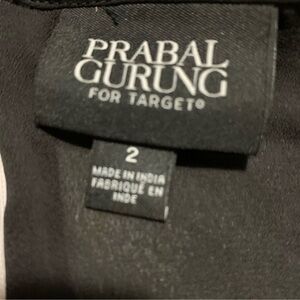 PRABAL
GURUNG
FOR TARGET®
2
MADE IN INDIA
FABRIQUÉ EN
INDE